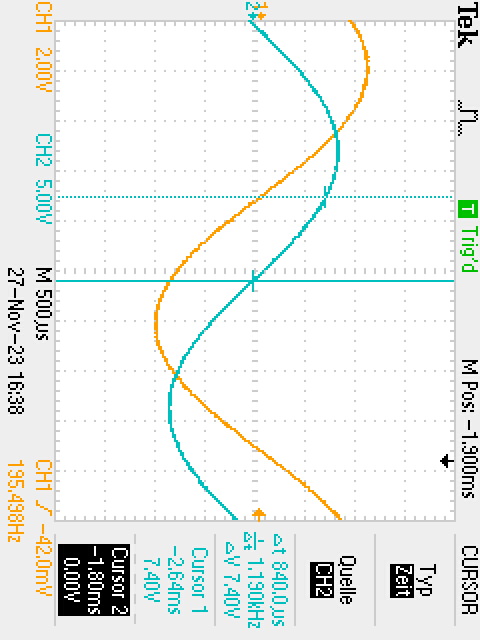 Tek
T Trig'd
M Pos: -1.900ms
CURSOR
Typ
Zeit
Quelle
CH2
Δt 840.0µs
1/Δt 1.190kHz
ΔV 7.40V
Cursor 1
-2.64ms
7.40V
Cursor 2
-1.80ms
0.00V
CH1 2.00V
CH2 5.00V
M 500µs
CH1 / -42.0mV
27-Nov-23 16:38
195.498Hz